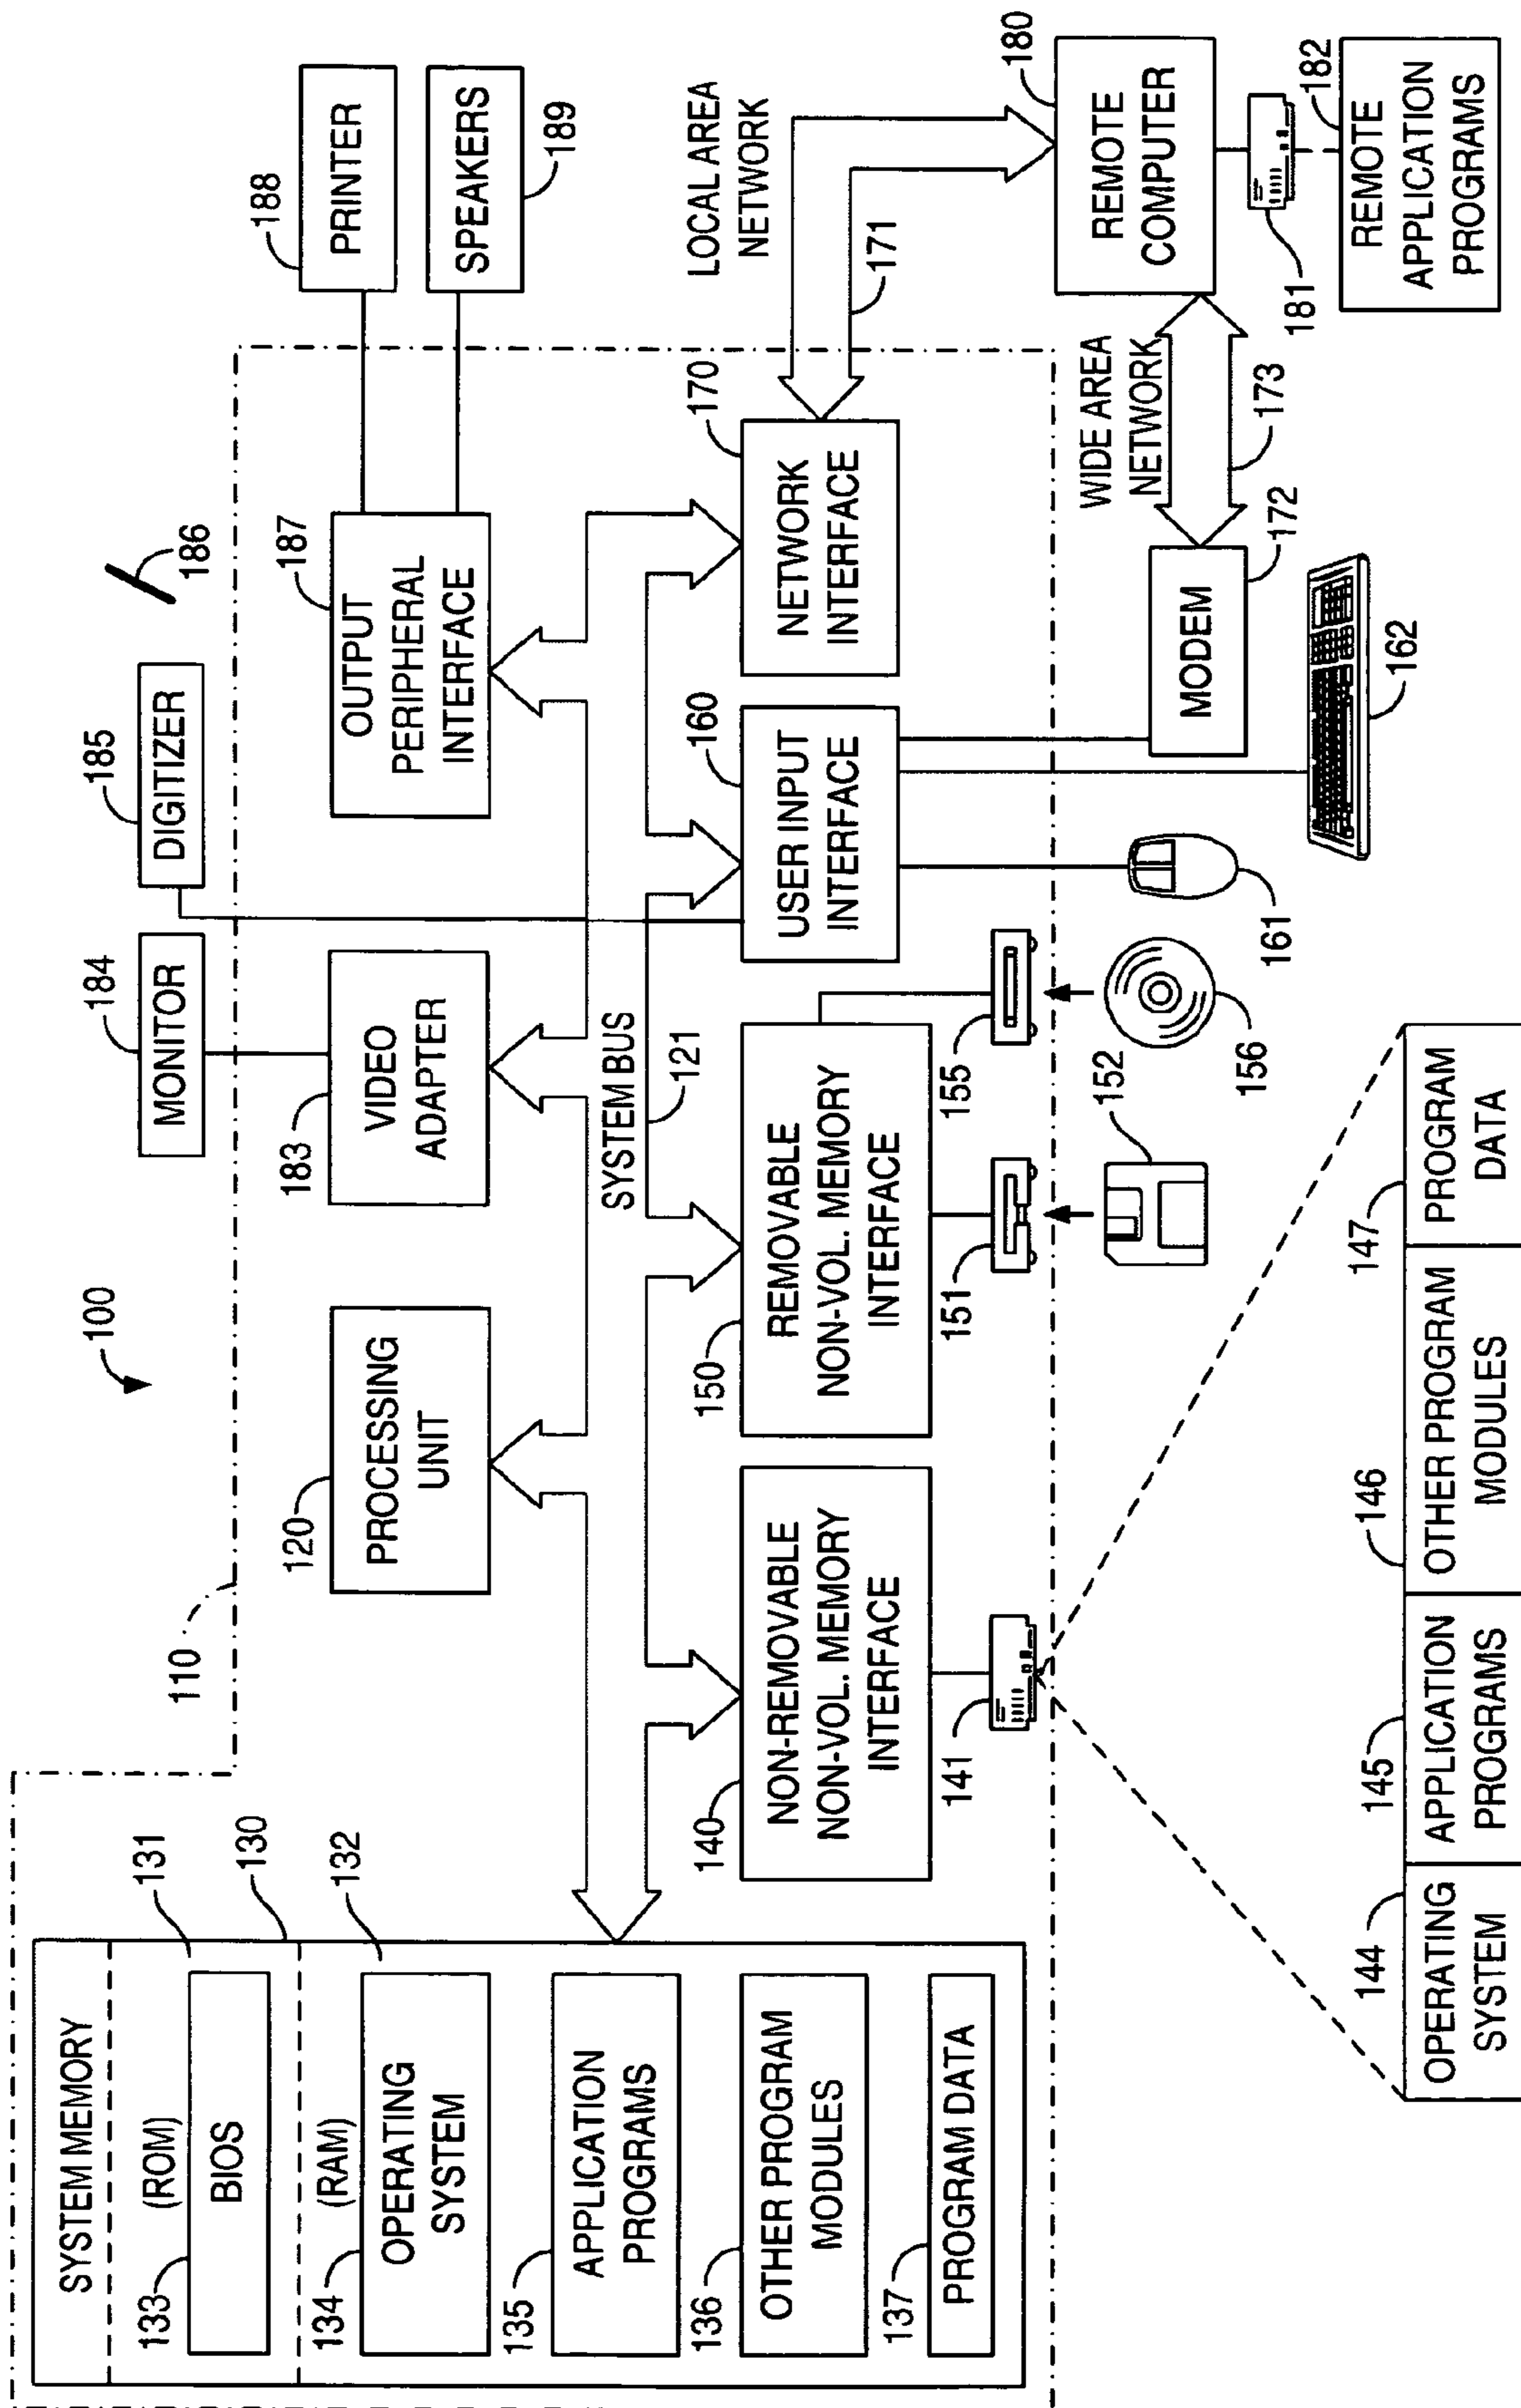 100
110
SYSTEM MEMORY
(ROM)
131
133
BIOS
130
(RAM)
132
134
OPERATING
SYSTEM
135
APPLICATION
PROGRAMS
136
OTHER PROGRAM
MODULES
137
PROGRAM DATA
120
PROCESSING
UNIT
183
VIDEO
ADAPTER
184
MONITOR
185
DIGITIZER
186
187
OUTPUT
PERIPHERAL
INTERFACE
188
PRINTER
SPEAKERS
189
SYSTEM BUS
121
140
NON-REMOVABLE
NON-VOL. MEMORY
INTERFACE
150
REMOVABLE
NON-VOL. MEMORY
INTERFACE
160
USER INPUT
INTERFACE
170
NETWORK
INTERFACE
LOCAL AREA
NETWORK
171
141
151
155
152
156
161
162
MODEM
172
WIDE AREA
NETWORK
173
180
REMOTE
COMPUTER
181
182
REMOTE
APPLICATION
PROGRAMS
144
OPERATING
SYSTEM
145
APPLICATION
PROGRAMS
146
OTHER PROGRAM
MODULES
147
PROGRAM
DATA